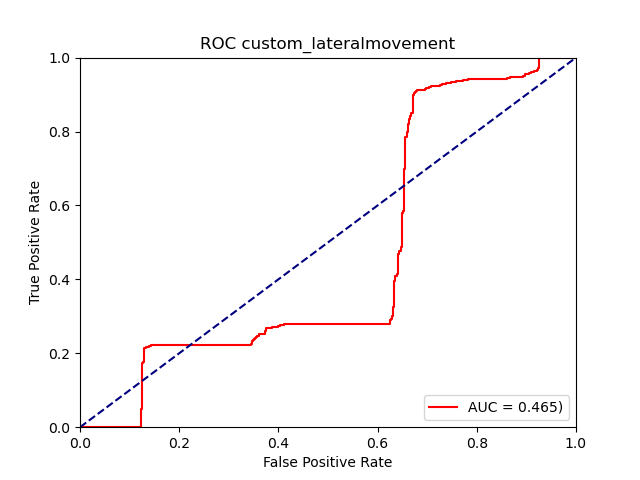 ROC custom_lateralmovement
1.0
0.8
0.6
0.4
0.2
0.0
True Positive Rate
AUC = 0.465)
0.0 0.2 0.4 0.6 0.8 1.0
False Positive Rate